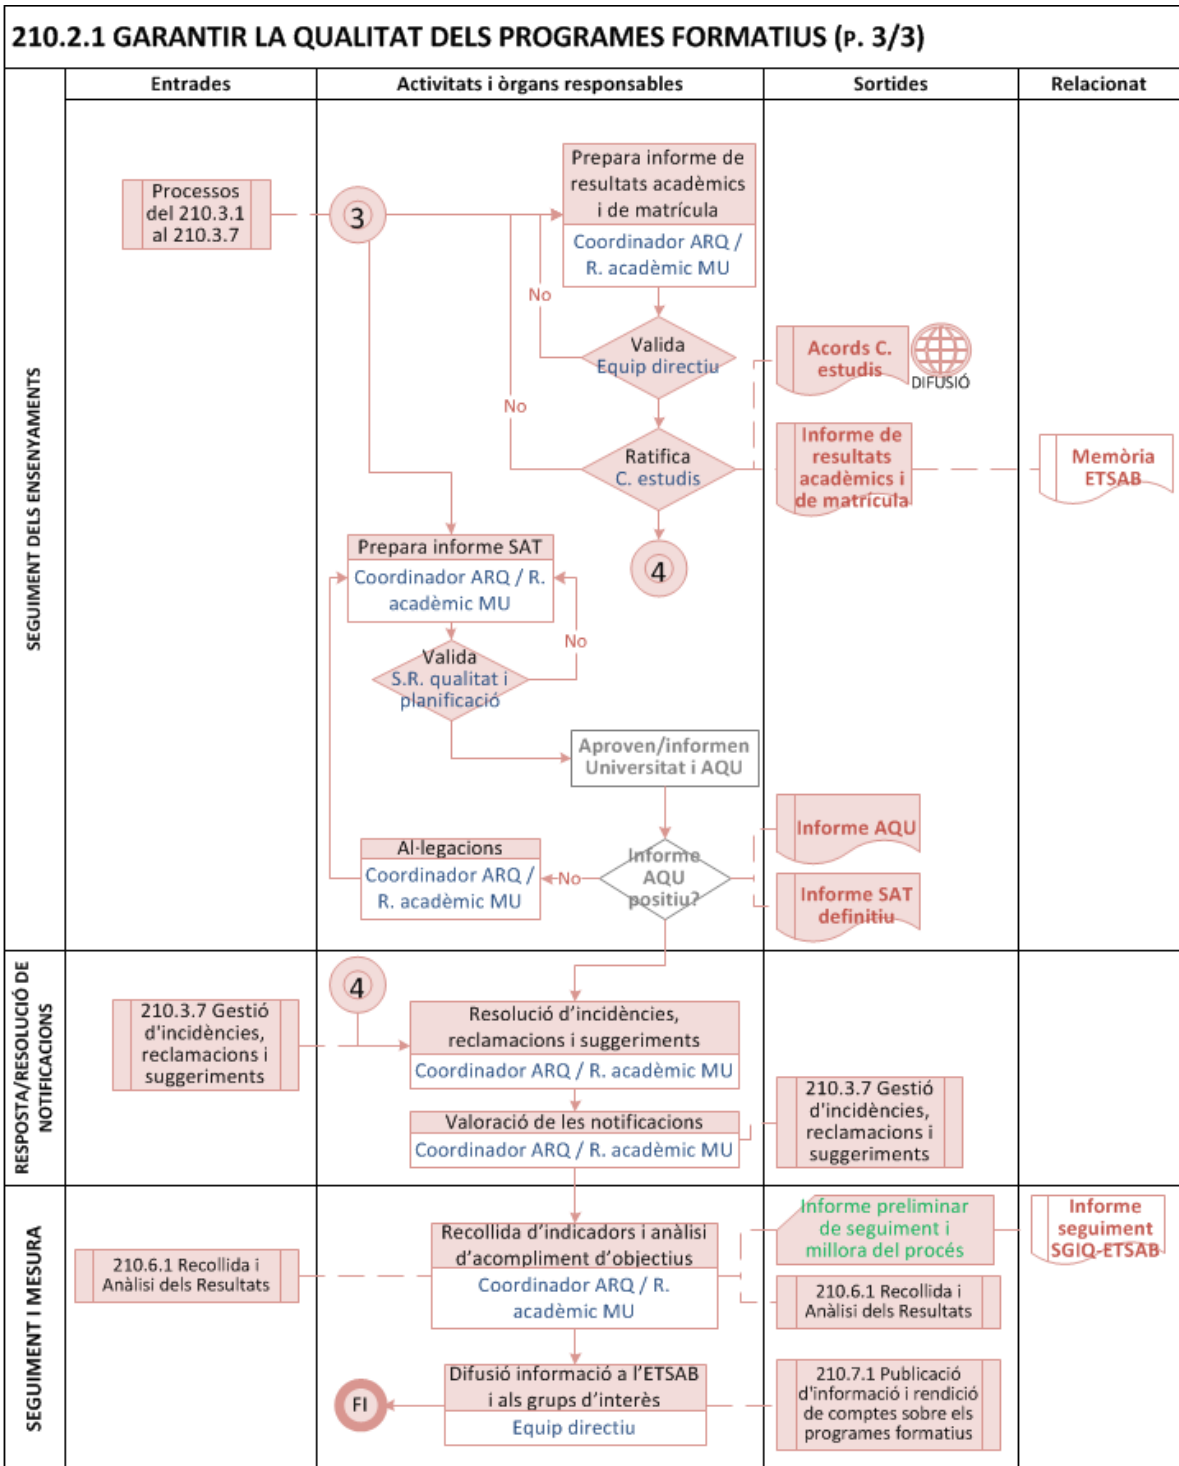 210.2.1 GARANTIR LA QUALITAT DELS PROGRAMES FORMATIUS (P. 3/3)
Entrades
Activitats i òrgans responsables
Sortides
Relacionat
SEGUIMENT DELS ENSENYAMENTS
Processos
del 210.3.1
al 210.3.7
3
Prepara informe de
resultats acadèmics
i de matrícula
Coordinador ARQ /
R. acadèmic MU
No
Valida
Equip directiu
No
Ratifica
C. estudis
4
Acords C.
estudis
DIFUSIÓ
Informe de
resultats
acadèmics i
de matrícula
Memòria
ETSAB
Prepara informe SAT
Coordinador ARQ / R.
acadèmic MU
No
Valida
S.R. qualitat i
planificació
Aproven/informen
Universitat i AQU
Informe
AQU
positiu?
No
Al·legacions
Coordinador ARQ /
R. acadèmic MU
Informe AQU
Informe SAT
definitiu
RESPOSTA/RESOLUCIÓ DE
NOTIFICACIONS
4
210.3.7 Gestió
d'incidències,
reclamacions i
suggeriments
Resolució d'incidències,
reclamacions i suggeriments
Coordinador ARQ / R. acadèmic MU
Valoració de les notificacions
Coordinador ARQ / R. acadèmic MU
210.3.7 Gestió
d'incidències,
reclamacions i
suggeriments
SEGUIMENT I MESURA
210.6.1 Recollida i
Anàlisi dels Resultats
Recollida d'indicadors i anàlisi
d'acompliment d'objectius
Coordinador ARQ / R.
acadèmic MU
Informe preliminar
de seguiment i
millora del procés
Informe
seguiment
SGIQ-ETSAB
210.6.1 Recollida i
Anàlisi dels Resultats
FI
Difusió informació a l'ETSAB
i als grups d'interès
Equip directiu
210.7.1 Publicació
d'informació i rendició
de comptes sobre els
programes formatius